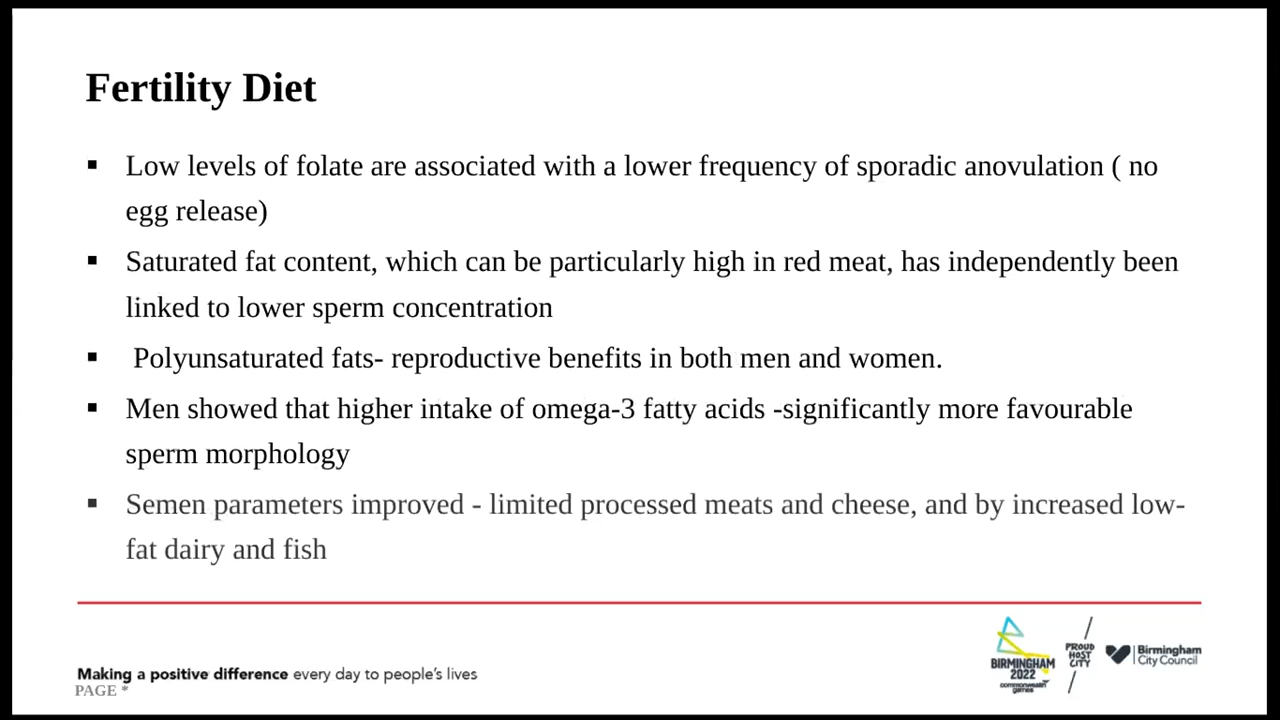 Fertility Diet
▪ Low levels of folate are associated with a lower frequency of sporadic anovulation ( no
egg release)
▪ Saturated fat content, which can be particularly high in red meat, has independently been
linked to lower sperm concentration
▪ Polyunsaturated fats- reproductive benefits in both men and women.
▪ Men showed that higher intake of omega-3 fatty acids -significantly more favourable
sperm morphology
▪ Semen parameters improved - limited processed meats and cheese, and by increased low-
fat dairy and fish
Making a positive difference every day to people's lives
PAGE *
BIRMINGHAM
2022
commonwealth
games
PROUD
HOST
CITY
Birmingham
City Council